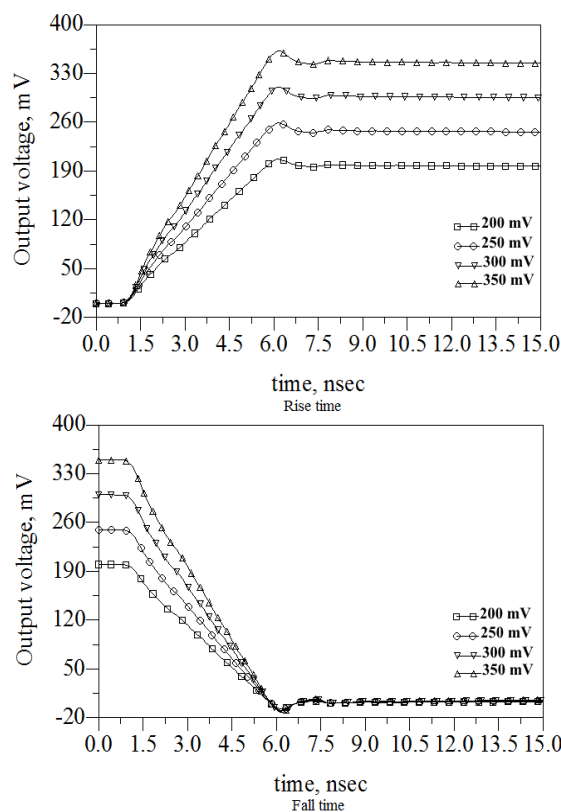 400
330
260
190
120
50
-20
Output voltage, mV
200 mV
250 mV
300 mV
350 mV
0.0 1.5 3.0 4.5 6.0 7.5 9.0 10.5 12.0 13.5 15.0
time, nsec
Rise time
400
330
260
190
120
50
-20
Output voltage, mV
200 mV
250 mV
300 mV
350 mV
0.0 1.5 3.0 4.5 6.0 7.5 9.0 10.5 12.0 13.5 15.0
time, nsec
Fall time